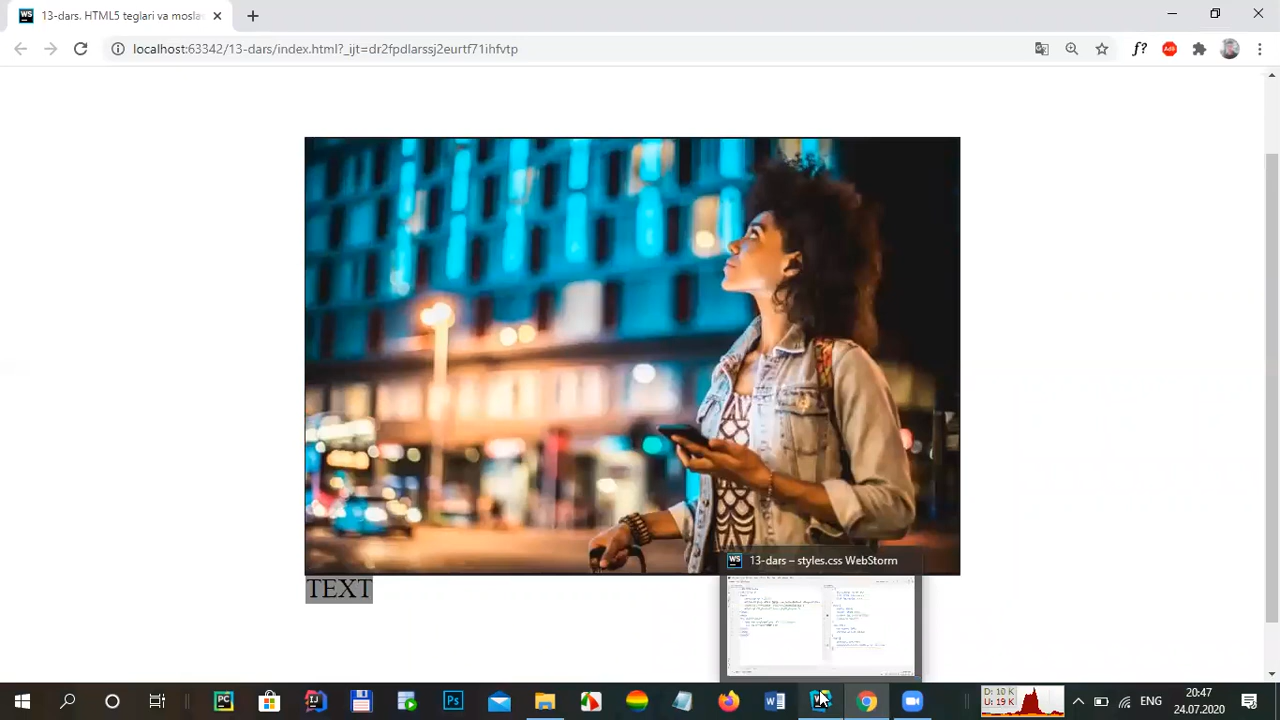 13-dars. HTML5 teglari va mosla
localhost:63342/13-dars/index.html?_ijt=dr2fpdlarssj2eurtf71ihfvtp
f?
TEXT
13-dars – styles.css WebStorm
D: 10 K
U: 19 K
ENG
20:47
24.07.2020